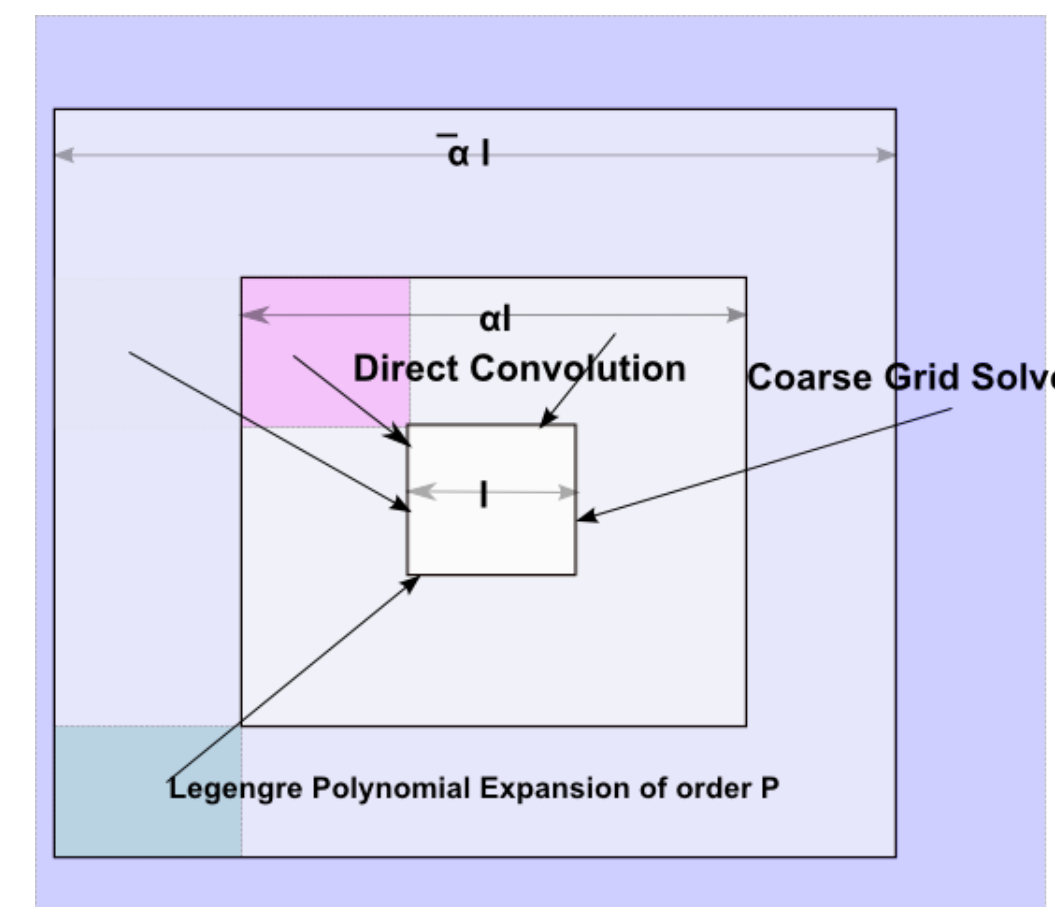 ᾱ l
αl
Direct Convolution
Coarse Grid Solve
l
Legengre Polynomial Expansion of order P